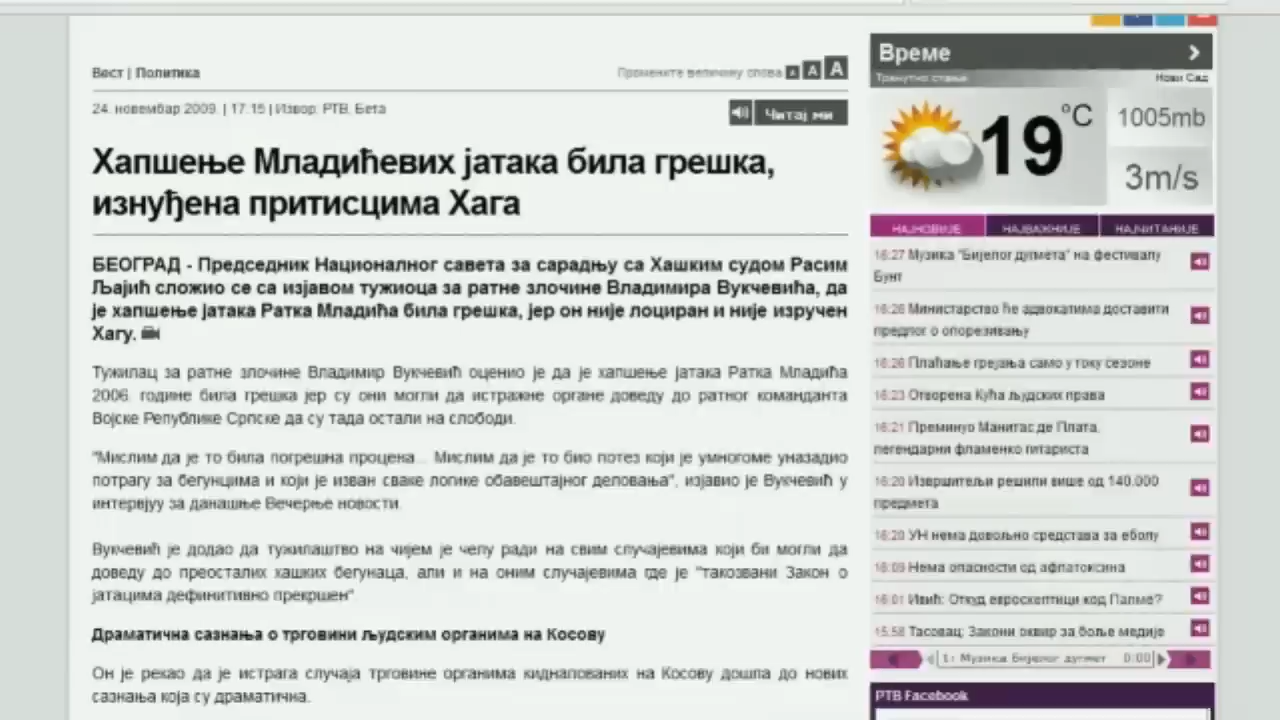 Вест | Политика
Промените величину слова A A A
24. новембар 2009. | 17:15 | Извор: РТВ, Бета
Читај ми
Хапшење Младићевих јатака била грешка,
изнуђена притисцима Хага
БЕОГРАД - Председник Националног савета за сарадњу са Хашким судом Расим
Љајић сложио се са изјавом тужиоца за ратне злочине Владимира Вукчевића, да
је хапшење јатака Ратка Младића била грешка, јер он није лоциран и није изручен
Хагу.
Тужилац за ратне злочине Владимир Вукчевић оценио је да је хапшење јатака Ратка Младића
2006. године била грешка јер су они могли да истражне органе доведу до ратног команданта
Војске Републике Српске да су тада остали на слободи.
"Мислим да је то била погрешна процена... Мислим да је то био потез који је умногоме уназадио
потрагу за бегунцима и који је изван сваке логике обавештајног деловања", изјавио је Вукчевић у
интервјуу за данашње Вечерње новости.
Вукчевић је додао да тужилаштво на чијем је челу ради на свим случајевима који би могли да
доведу до преосталих хашких бегунаца, али и на оним случајевима где је "такозвани Закон о
јатацима дефинитивно прекршен"
Драматична сазнања о трговини људским органима на Косову
Он је рекао да је истрага случаја трговине органима киднапованих на Косову дошла до нових
сазнања која су драматична.
Време
Тренутно стање Нови Сад
19 °C
1005mb
3m/s
НАЈНОВИЈЕ НАЈВАЖНИЈЕ НАЈЧИТАНИЈЕ
16:27 Музика "Бијелог дугмета" на фестивалу
Бунт
16:26 Министарство ће адвокатима доставити
предлог о опорезивању
16:26 Плаћање грејања само у току сезоне
16:23 Отворена Кућа људских права
16:21 Преминуо Манитас де Плата,
легендарни фламенко гитариста
16:20 Извршитељи решили више од 140.000
предмета
16:20 УН нема довољно средства за еболу
16:09 Нема опасности од афлатоксина
16:01 Ивић: Откуд евроскептици код Палме?
15:58 Тасовац: Закони оквир за боље медије
1: Музика Бијелог дугмет 0:00
РТВ Facebook